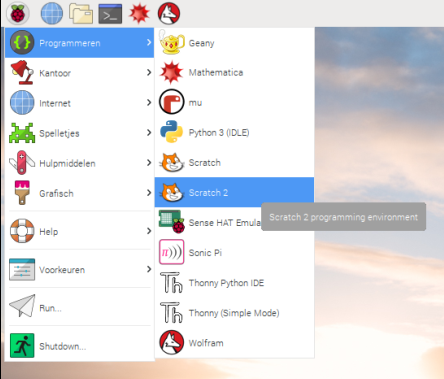 Programmeren
Kantoor
Internet
Spelletjes
Hulpmiddelen
Grafisch
Help
Voorkeuren
Run...
Shutdown...
Geany
Mathematica
mu
Python 3 (IDLE)
Scratch
Scratch 2
Scratch 2 programming environment
Sense HAT Emula
Sonic Pi
Thonny Python IDE
Thonny (Simple Mode)
Wolfram